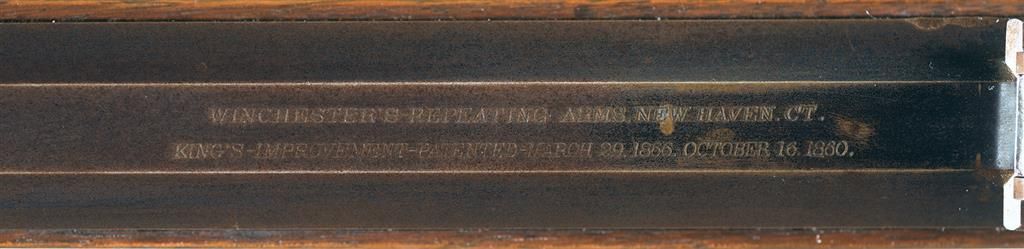 WINCHESTER'S-REPEATING ARMS. NEW HAVEN. CT.
KING'S-IMPROVEMENT-PATENTED-MARCH 29. 1866. OCTOBER 16. 1860.